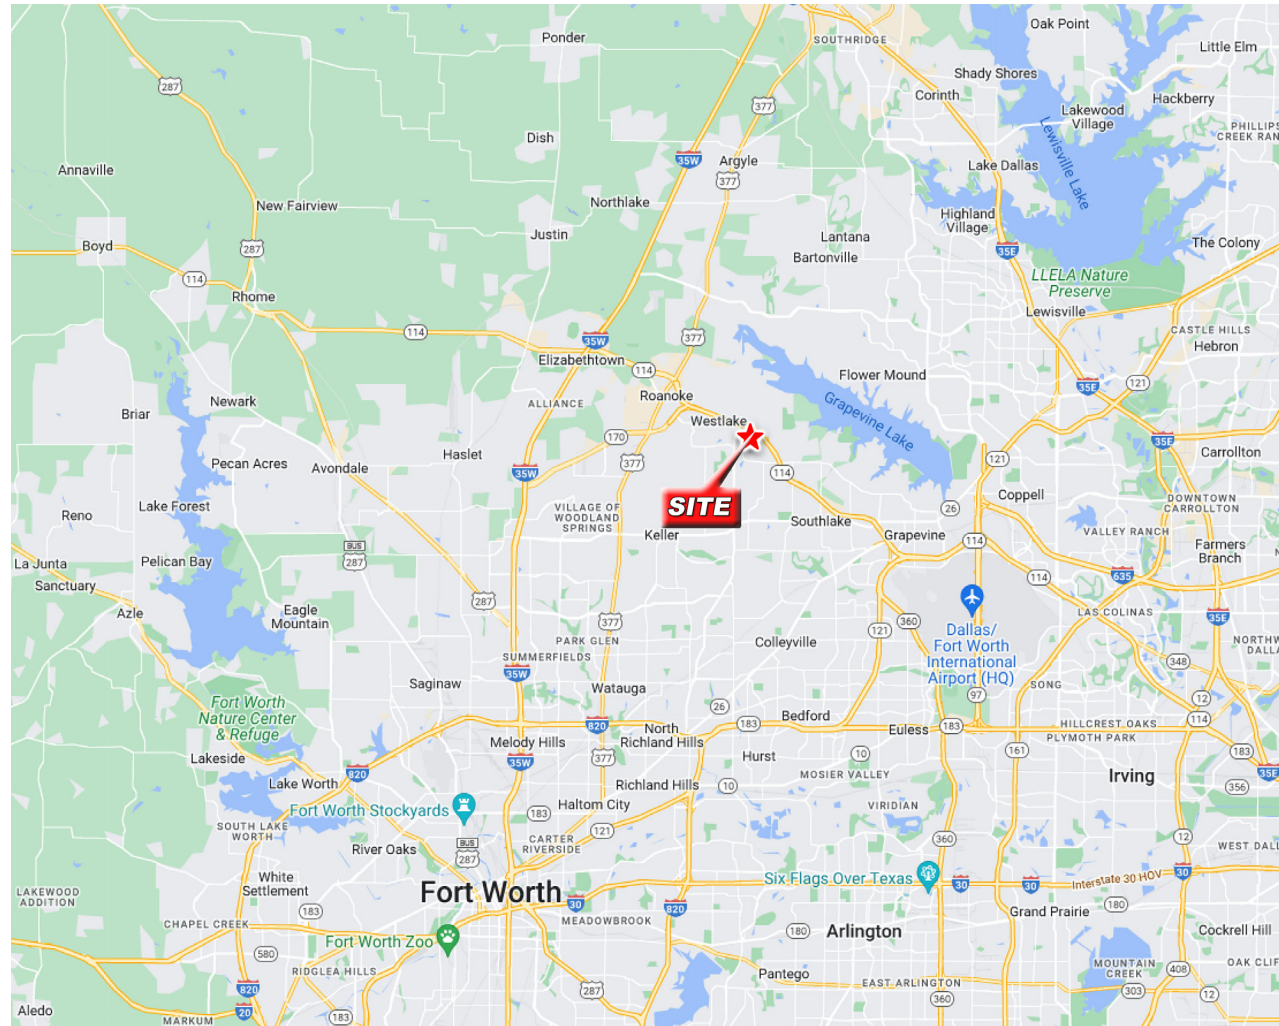 Ponder
SOUTHRIDGE
Oak Point
Little Elm
287
Shady Shores
Corinth
Hackberry
377
Lakewood
Village
PHILLIPS
CREEK RAN
Dish
35W
Argyle
377
Lewisville Lake
Lake Dallas
Annaville
New Fairview
Northlake
Highland
Village
Justin
Lantana
Boyd
287
35E
The Colony
Bartonville
114
LLELA Nature
Preserve
Rhome
Lewisville
114
35W
377
CASTLE HILLS
Hebron
Elizabethtown
114
Flower Mound
35E
121
Roanoke
Newark
ALLIANCE
Briar
Westlake
Grapevine Lake
170
35E
Carrollton
Pecan Acres
Avondale
Haslet
377
121
35W
114
Coppell
DOWNTOWN
CARROLLTON
Lake Forest
SITE
26
Reno
VILLAGE OF
WOODLAND
SPRINGS
Southlake
Keller
Grapevine
VALLEY RANCH
BUS
287
114
Farmers
Branch
La Junta
Pelican Bay
114
635
Sanctuary
287
Azle
Eagle
Mountain
377
360
121
LAS COLINAS
35E
Dallas/
Fort Worth
International
Airport (HQ)
PARK GLEN
Colleyville
NORTHW
DALLA
SUMMERFIELDS
35W
348
Saginaw
Watauga
SONG
97
12
Fort Worth
Nature Center
& Refuge
26
Bedford
820
183
North
Richland Hills
Euless
183
HILLCREST OAKS
114
PLYMOTH PARK
Melody Hills
161
183
Lakeside
377
Hurst
10
35W
820
MOSIER VALLEY
Irving
35E
Lake Worth
Richland Hills
10
356
Fort Worth Stockyards
Haltom City
VIRIDIAN
183
SOUTH LAKE
WORTH
121
12
CARTER
RIVERSIDE
360
BUS
287
River Oaks
WEST DALL
White
Settlement
Six Flags Over Texas
30
30
Interstate 30 HOV
30
LAKEWOOD
ADDITION
Fort Worth
30
820
183
Grand Prairie
180
CHAPEL CREEK
MEADOWBROOK
180
Arlington
Cockrell Hill
Fort Worth Zoo
580
RIDGLEA HILLS
Pantego
MOUNTAIN
CREEK
408
OAK CLIF
EAST ARLINGTON
820
287
303
12
360
20
Aledo
183
MARKUM